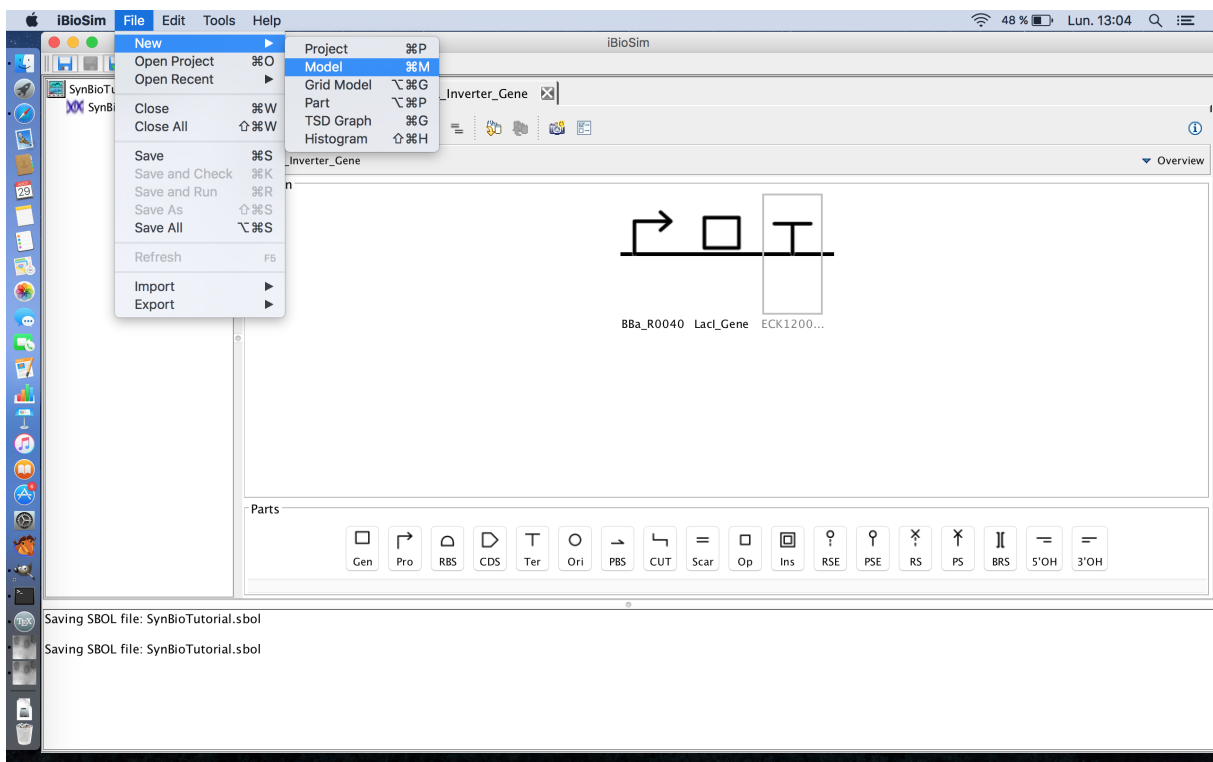 iBioSim File Edit Tools Help 48 % Lun. 13:04
iBioSim
New ▶
Open Project ⌘O
Open Recent ▶
Close ⌘W
Close All ⇧⌘W
Save ⌘S
Save and Check ⌘K
Save and Run ⌘R
Save As ⇧⌘S
Save All ⌥⌘S
Refresh F5
Import ▶
Export ▶
Project ⌘P
Model ⌘M
Grid Model ⌥⌘G
Part ⌥⌘P
TSD Graph ⌘G
Histogram ⇧⌘H
SynBioTu
SynBi
_Inverter_Gene
_Inverter_Gene
Overview
n
BBa_R0040 LacI_Gene ECK1200...
Parts
Gen Pro RBS CDS Ter Ori PBS CUT Scar Op Ins RSE PSE RS PS BRS 5'OH 3'OH
Saving SBOL file: SynBioTutorial.sbol
Saving SBOL file: SynBioTutorial.sbol
29
TEX